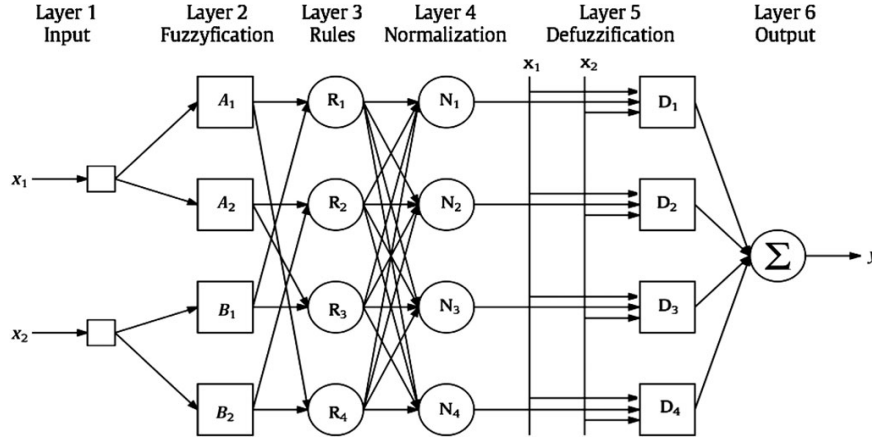 Layer 1
Input
Layer 2
Fuzzyfication
Layer 3
Rules
Layer 4
Normalization
Layer 5
Defuzzification
Layer 6
Output
x₁ x₂
A₁ R₁ N₁ D₁
x₁
A₂ R₂ N₂ D₂
Σ y
B₁ R₃ N₃ D₃
x₂
B₂ R₄ N₄ D₄